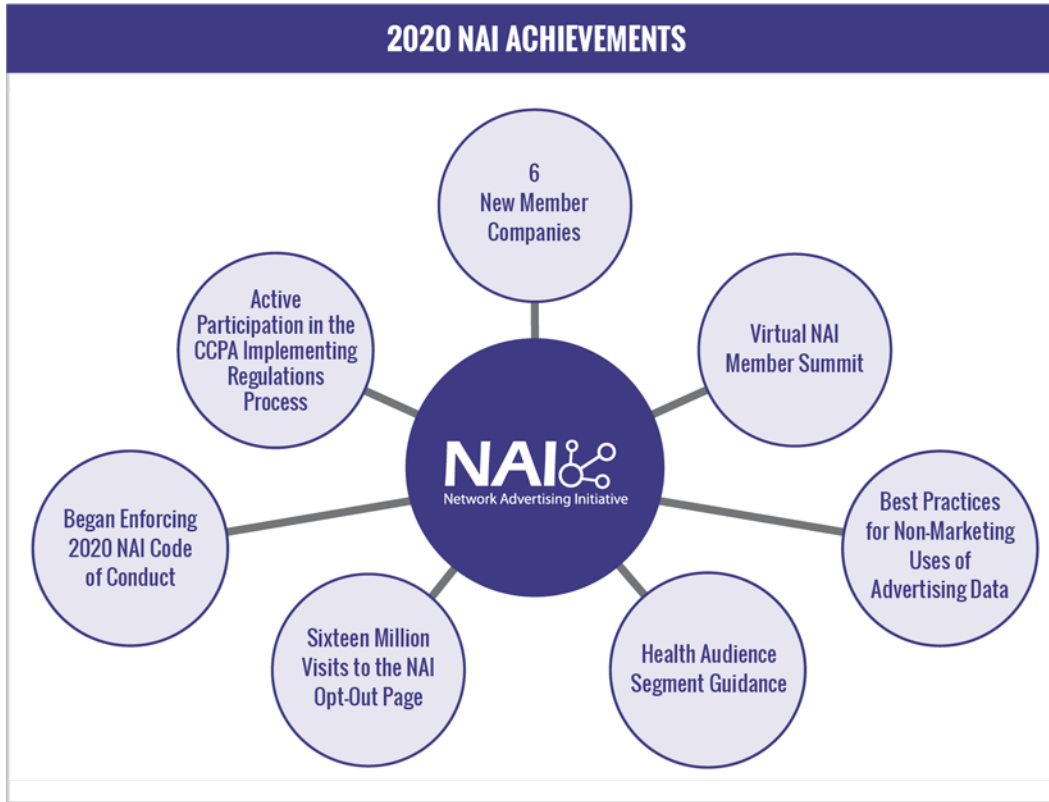 2020 NAI ACHIEVEMENTS
6
New Member
Companies
Active
Participation in the
CCPA Implementing
Regulations
Process
Virtual NAI
Member Summit
NAI
Network Advertising Initiative
Began Enforcing
2020 NAI Code
of Conduct
Best Practices
for Non-Marketing
Uses of
Advertising Data
Sixteen Million
Visits to the NAI
Opt-Out Page
Health Audience
Segment Guidance